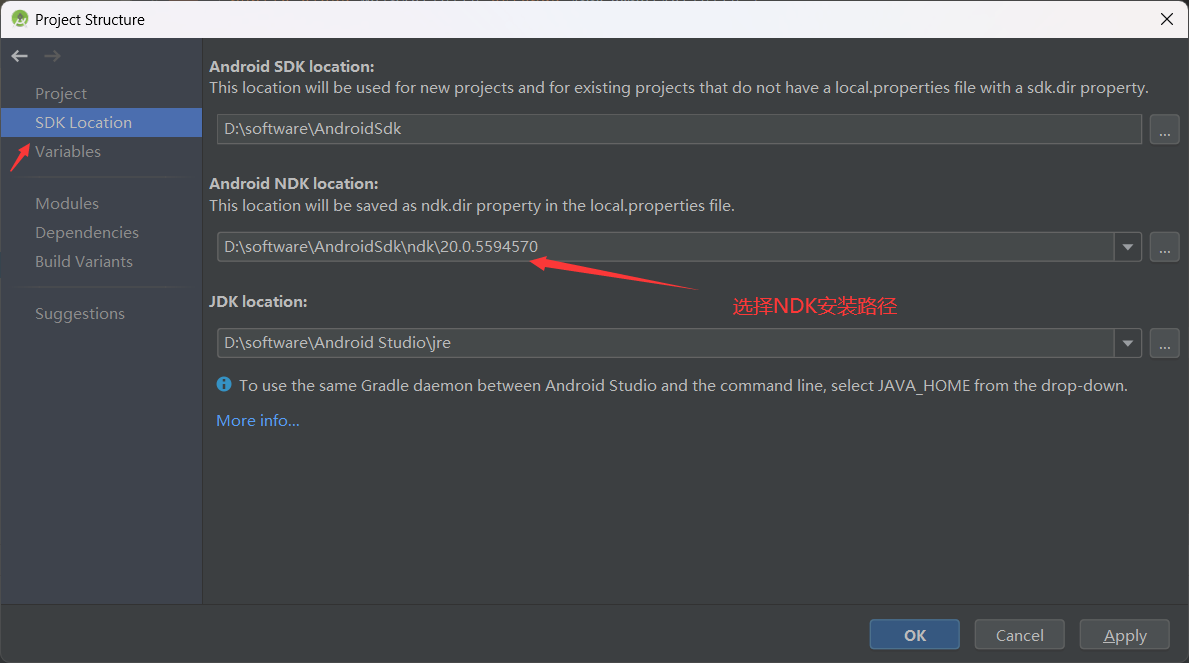 Project Structure
Project
SDK Location
Variables
Modules
Dependencies
Build Variants
Suggestions
Android SDK location:
This location will be used for new projects and for existing projects that do not have a local.properties file with a sdk.dir property.
D:\software\AndroidSdk
...
Android NDK location:
This location will be saved as ndk.dir property in the local.properties file.
D:\software\AndroidSdk\ndk\20.0.5594570
...
选择NDK安装路径
JDK location:
D:\software\Android Studio\jre
...
To use the same Gradle daemon between Android Studio and the command line, select JAVA_HOME from the drop-down.
More info...
OK
Cancel
Apply